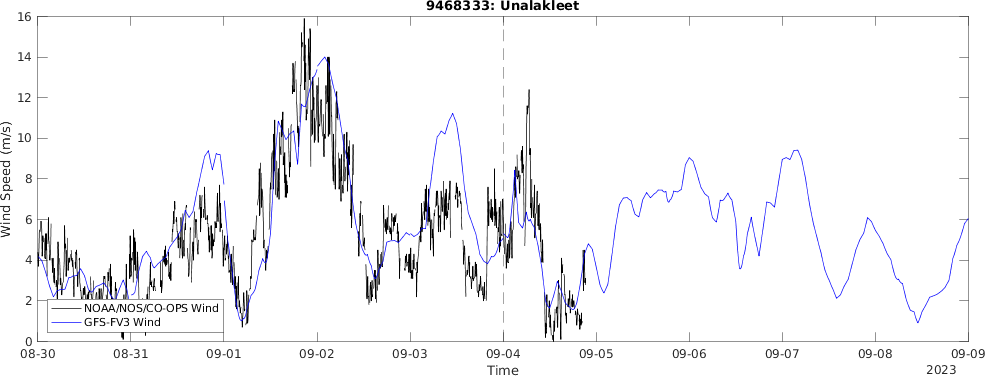 9468333: Unalakleet
Wind Speed (m/s)
16
14
12
10
8
6
4
2
0
NOAA/NOS/CO-OPS Wind
GFS-FV3 Wind
08-30 08-31 09-01 09-02 09-03 09-04 09-05 09-06 09-07 09-08 09-09
Time
2023